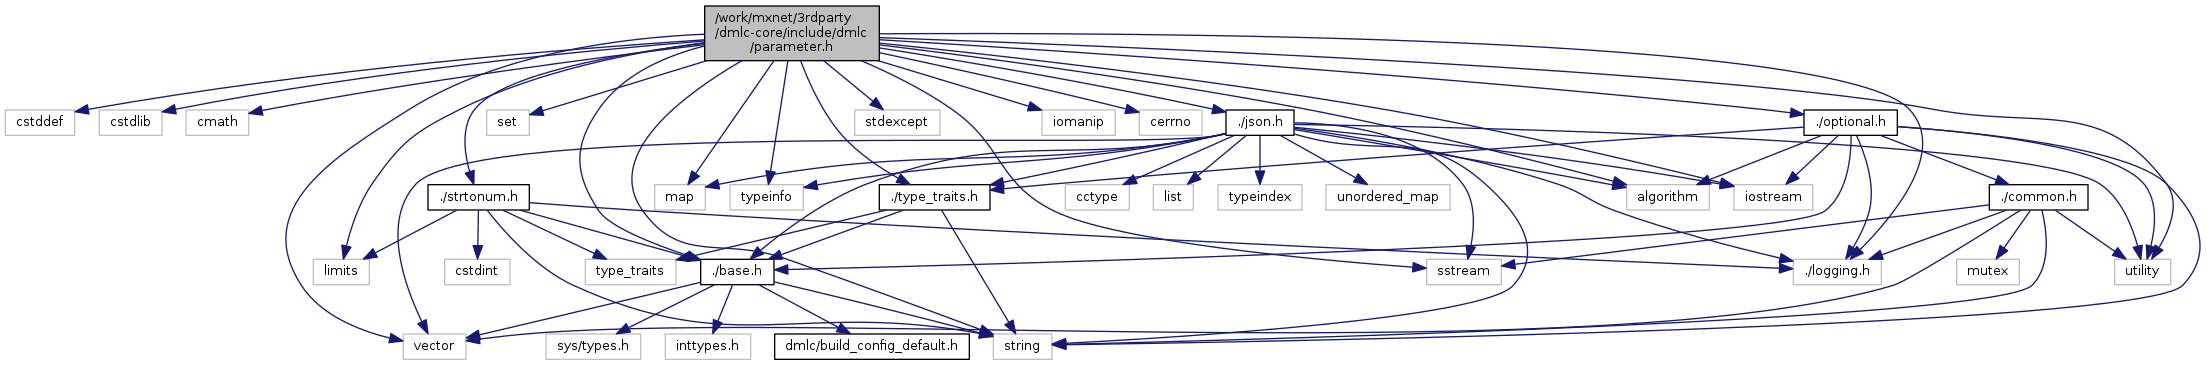 /work/mxnet/3rdparty
/dmlc-core/include/dmlc
/parameter.h
cstddef
cstdlib
cmath
set
stdexcept
iomanip
cerrno
./json.h
./optional.h
./strtonum.h
map
typeinfo
./type_traits.h
cctype
list
typeindex
unordered_map
algorithm
iostream
./common.h
limits
cstdint
type_traits
./base.h
sstream
./logging.h
mutex
utility
vector
sys/types.h
inttypes.h
dmlc/build_config_default.h
string